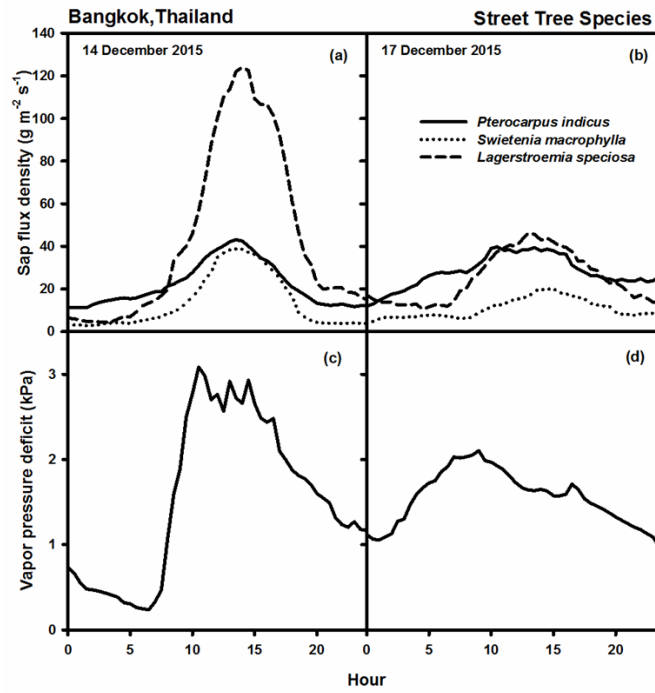 Bangkok,Thailand
Street Tree Species
14 December 2015
(a)
17 December 2015
(b)
Pterocarpus indicus
Swietenia macrophylla
Lagerstroemia speciosa
Sap flux density (g m⁻² s⁻¹)
140
120
100
80
60
40
20
0
(c)
(d)
Vapor pressure deficit (kPa)
3
2
1
0
0
5
10
15
20
0
5
10
15
20
Hour